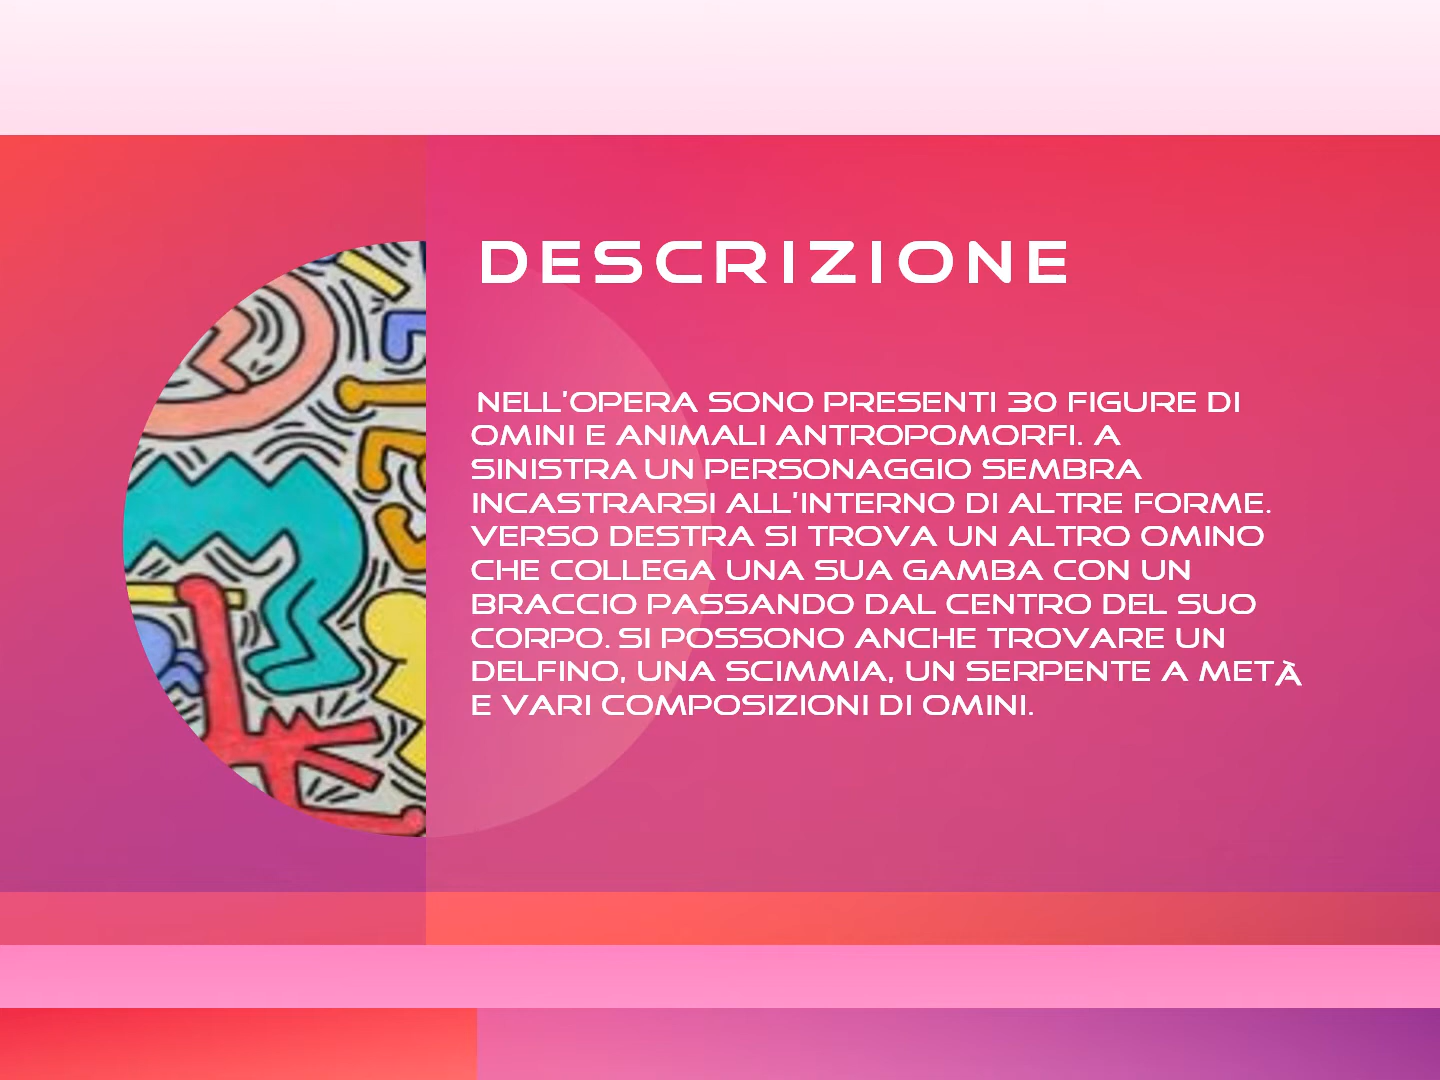 DESCRIZIONE
NELL'OPERA SONO PRESENTI 30 FIGURE DI
OMINI E ANIMALI ANTROPOMORFI. A
SINISTRA UN PERSONAGGIO SEMBRA
INCASTRARSI ALL'INTERNO DI ALTRE FORME.
VERSO DESTRA SI TROVA UN ALTRO OMINO
CHE COLLEGA UNA SUA GAMBA CON UN
BRACCIO PASSANDO DAL CENTRO DEL SUO
CORPO. SI POSSONO ANCHE TROVARE UN
DELFINO, UNA SCIMMIA, UN SERPENTE A METÀ
E VARI COMPOSIZIONI DI OMINI.